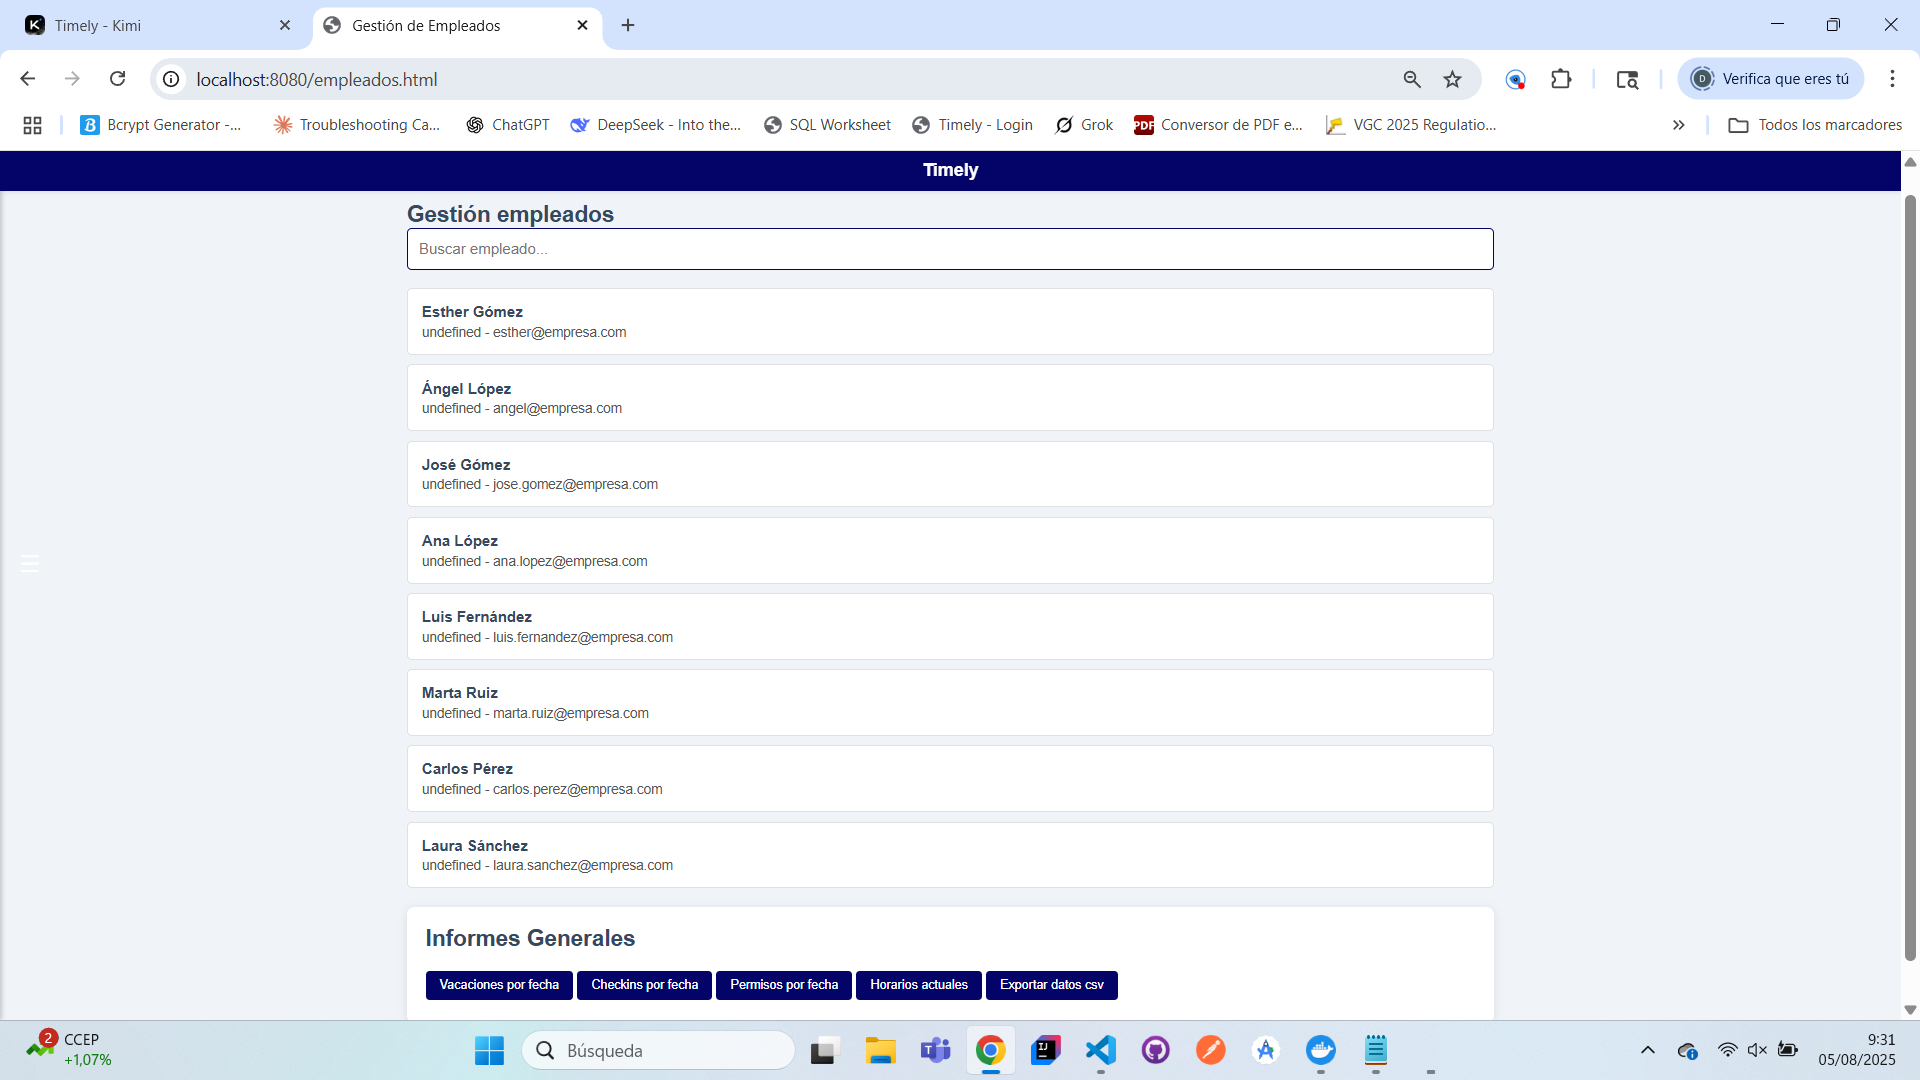 Timely - Kimi
Gestión de Empleados
localhost:8080/empleados.html
Verifica que eres tú
Bcrypt Generator -...
Troubleshooting Ca...
ChatGPT
DeepSeek - Into the...
SQL Worksheet
Timely - Login
Grok
PDF
Conversor de PDF e...
VGC 2025 Regulatio...
Todos los marcadores
Timely
Gestión empleados
Buscar empleado...
Esther Gómez
undefined - esther@empresa.com
Ángel López
undefined - angel@empresa.com
José Gómez
undefined - jose.gomez@empresa.com
Ana López
undefined - ana.lopez@empresa.com
Luis Fernández
undefined - luis.fernandez@empresa.com
Marta Ruiz
undefined - marta.ruiz@empresa.com
Carlos Pérez
undefined - carlos.perez@empresa.com
Laura Sánchez
undefined - laura.sanchez@empresa.com
Informes Generales
Vacaciones por fecha
Checkins por fecha
Permisos por fecha
Horarios actuales
Exportar datos csv
2
CCEP
+1,07%
Búsqueda
9:31
05/08/2025